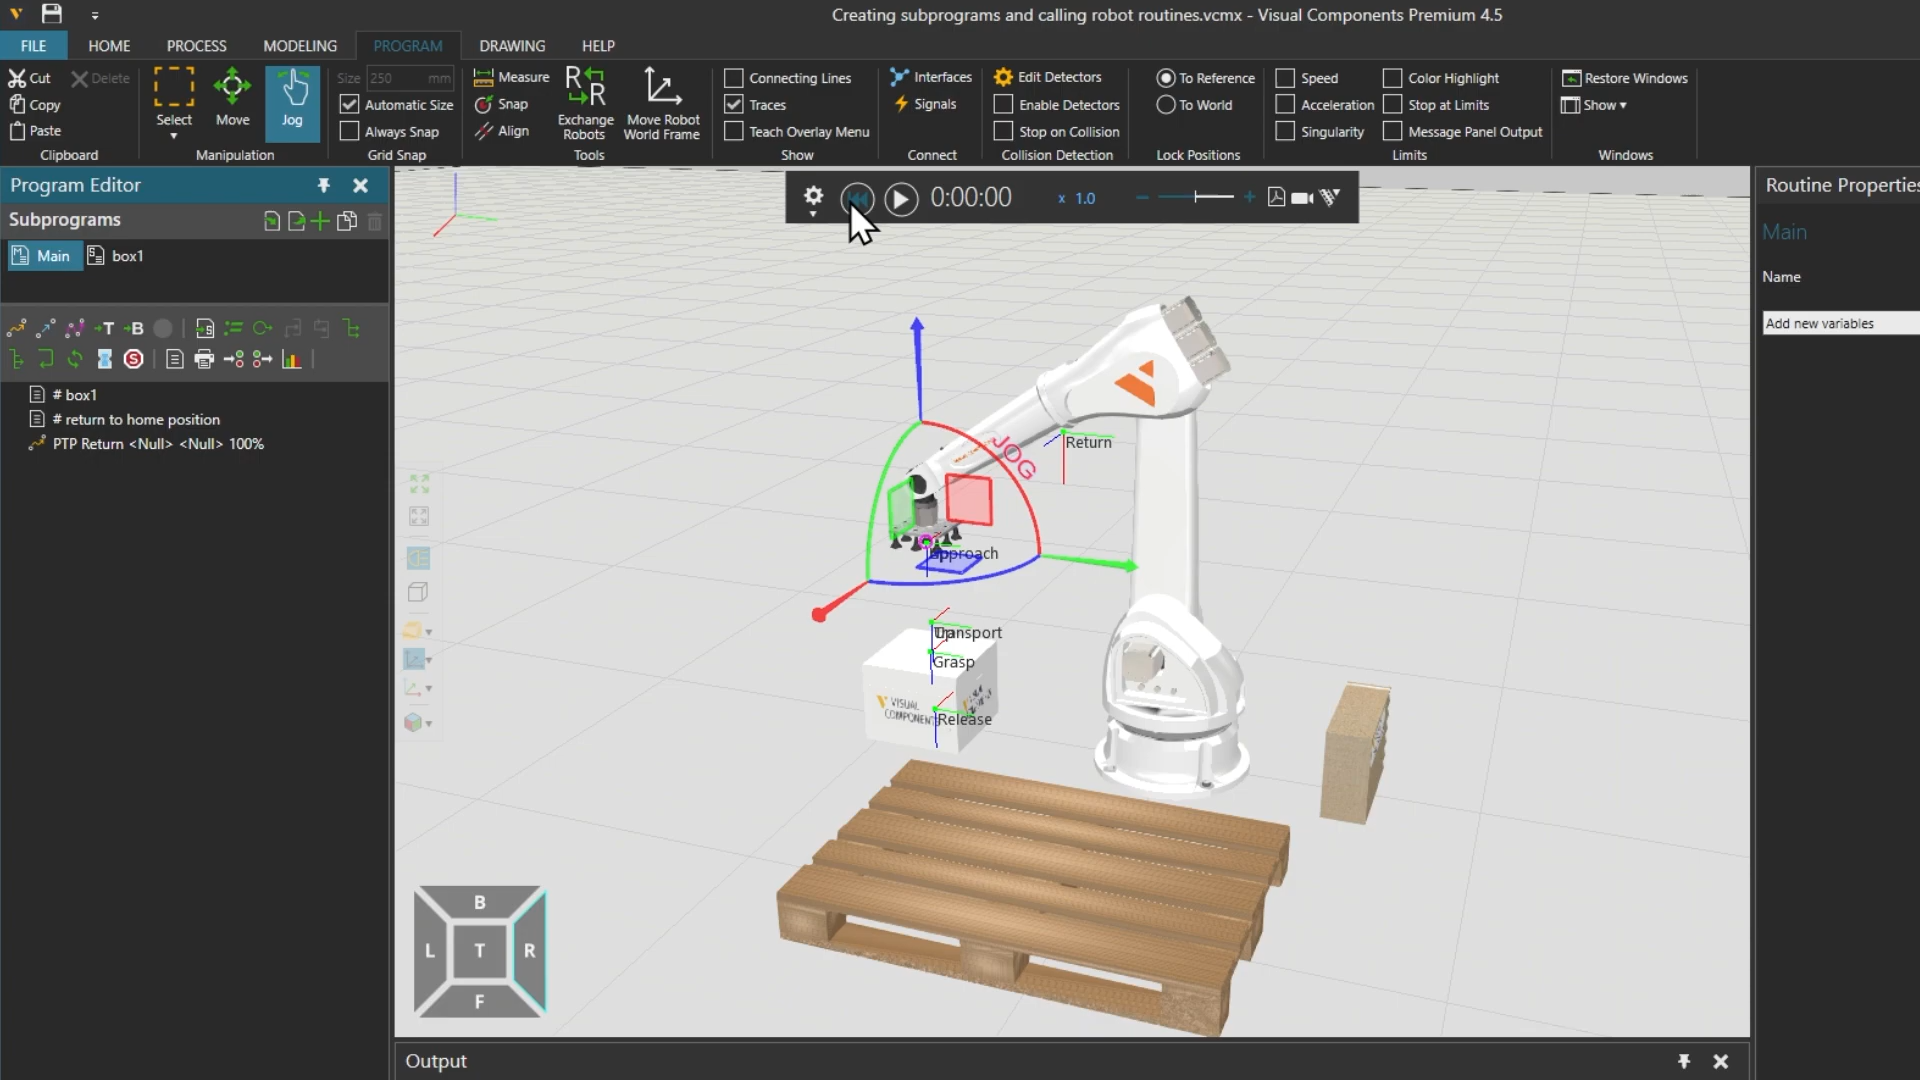 Creating subprograms and calling robot routines.vcmx - Visual Components Premium 4.5
FILE HOME PROCESS MODELING PROGRAM DRAWING HELP
Cut Delete
Copy
Paste
Clipboard
Select Move Jog
Manipulation
Size 250 mm
Automatic Size
Always Snap
Grid Snap
Measure
Snap
Align
Exchange Robots
Move Robot World Frame
Tools
Connecting Lines
Traces
Teach Overlay Menu
Show
Interfaces
Signals
Connect
Edit Detectors
Enable Detectors
Stop on Collision
Collision Detection
To Reference
To World
Lock Positions
Speed Color Highlight
Acceleration Stop at Limits
Singularity Message Panel Output
Limits
Restore Windows
Show
Windows
Program Editor
Subprograms
Main box1
# box1
# return to home position
PTP Return <Null> <Null> 100%
0:00:00 x 1.0
JOG
Return
Approach
Transport
Grasp
VISUAL
COMPONENT
Release
B
L T R
F
Output
Routine Properties
Main
Name
Add new variables